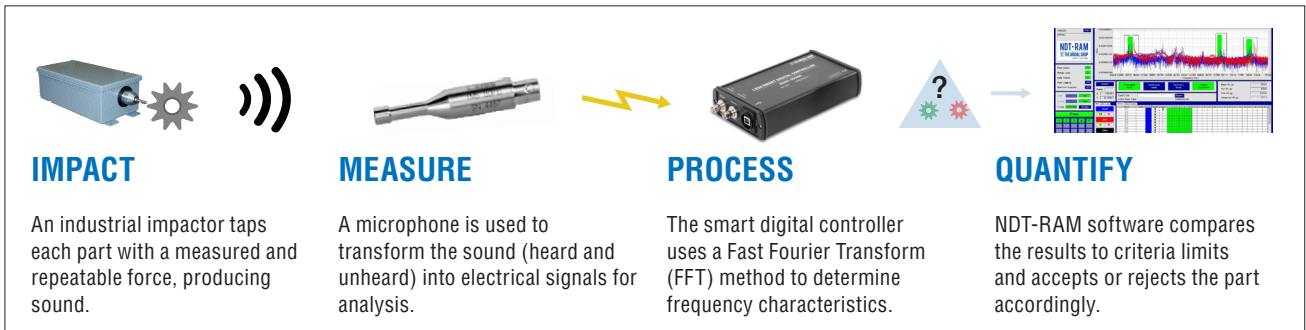 NDT-RAM
THE MODAL SHOP
?
IMPACT
An industrial impactor taps
each part with a measured and
repeatable force, producing
sound.
MEASURE
A microphone is used to
transform the sound (heard and
unheard) into electrical signals for
analysis.
PROCESS
The smart digital controller
uses a Fast Fourier Transform
(FFT) method to determine
frequency characteristics.
QUANTIFY
NDT-RAM software compares
the results to criteria limits
and accepts or rejects the part
accordingly.